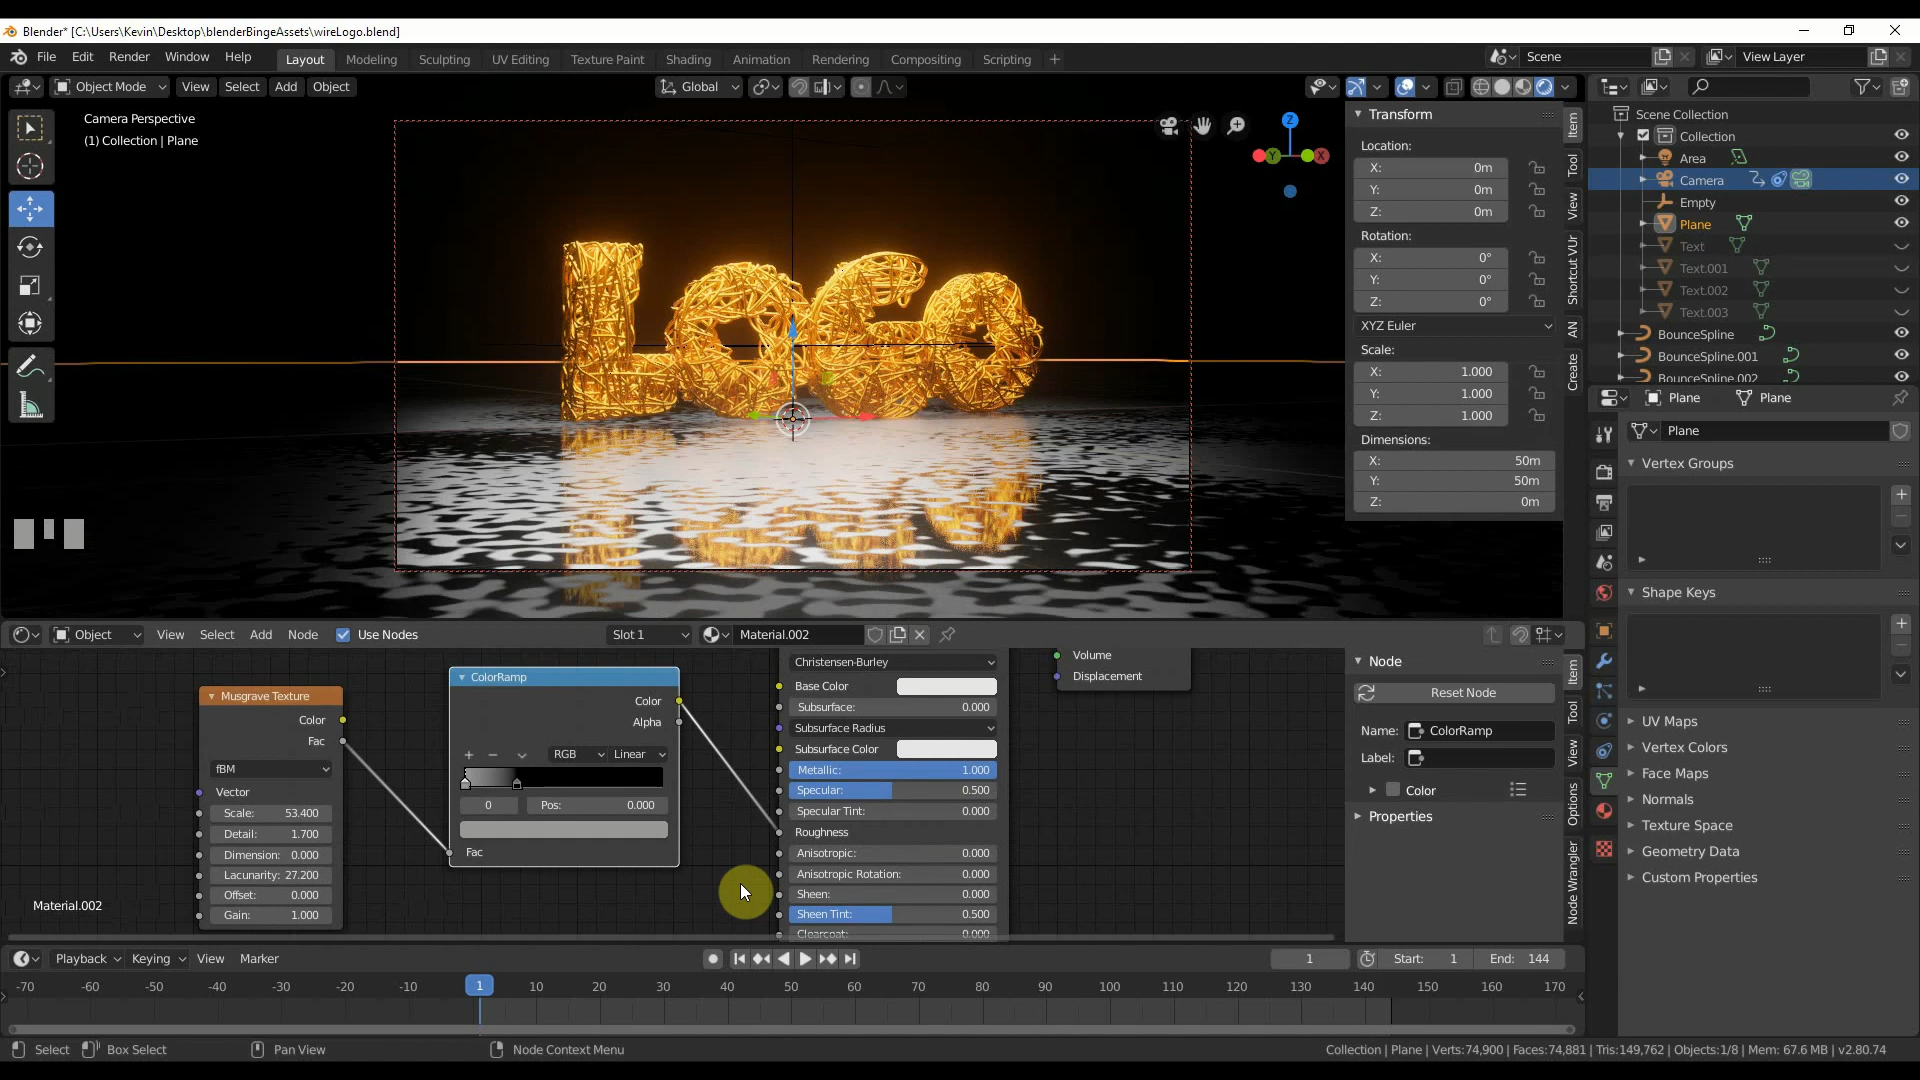 Blender* [C:\Users\Kevin\Desktop\blenderBingeAssets\wireLogo.blend]
File Edit Render Window Help Layout Modeling Sculpting UV Editing Texture Paint Shading Animation Rendering Compositing Scripting + Scene View Layer
Object Mode View Select Add Object Global
Camera Perspective
(1) Collection | Plane
Logo
Z
Y
X
Transform
Location:
X: 0m
Y: 0m
Z: 0m
Rotation:
X: 0°
Y: 0°
Z: 0°
XYZ Euler
Scale:
X: 1.000
Y: 1.000
Z: 1.000
Dimensions:
X: 50m
Y: 50m
Z: 0m
Item
Tool
View
Shortcut VUr
AN
Create
Scene Collection
Collection
Area
Camera
Empty
Plane
Text
Text.001
Text.002
Text.003
BounceSpline
BounceSpline.001
BounceSpline.002
Plane Plane
Plane
Vertex Groups
Shape Keys
UV Maps
Vertex Colors
Face Maps
Normals
Texture Space
Geometry Data
Custom Properties
Object View Select Add Node Use Nodes Slot 1 Material.002
Musgrave Texture
Color
Fac
fBM
Vector
Scale: 53.400
Detail: 1.700
Dimension: 0.000
Lacunarity: 27.200
Offset: 0.000
Gain: 1.000
Material.002
ColorRamp
Color
Alpha
RGB Linear
0 Pos: 0.000
Fac
Christensen-Burley
Base Color
Subsurface: 0.000
Subsurface Radius
Subsurface Color
Metallic: 1.000
Specular: 0.500
Specular Tint: 0.000
Roughness
Anisotropic: 0.000
Anisotropic Rotation: 0.000
Sheen: 0.000
Sheen Tint: 0.500
Clearcoat: 0.000
Volume
Displacement
Node
Reset Node
Name: ColorRamp
Label:
Color
Properties
Item
Tool
View
Options
Node Wrangler
Playback Keying View Marker 1 Start: 1 End: 144
-70 -60 -50 -40 -30 -20 -10 1 10 20 30 40 50 60 70 80 90 100 110 120 130 140 150 160 170
Select Box Select Pan View Node Context Menu Collection | Plane | Verts:74,900 | Faces:74,881 | Tris:149,762 | Objects:1/8 | Mem: 67.6 MB | v2.80.74